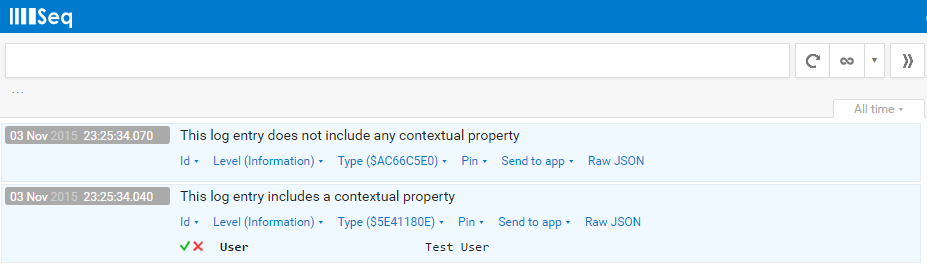 Seq
...
All time
03 Nov 2015 23:25:34.070 This log entry does not include any contextual property
Id Level (Information) Type ($AC66C5E0) Pin Send to app Raw JSON
03 Nov 2015 23:25:34.040 This log entry includes a contextual property
Id Level (Information) Type ($5E41180E) Pin Send to app Raw JSON
User Test User